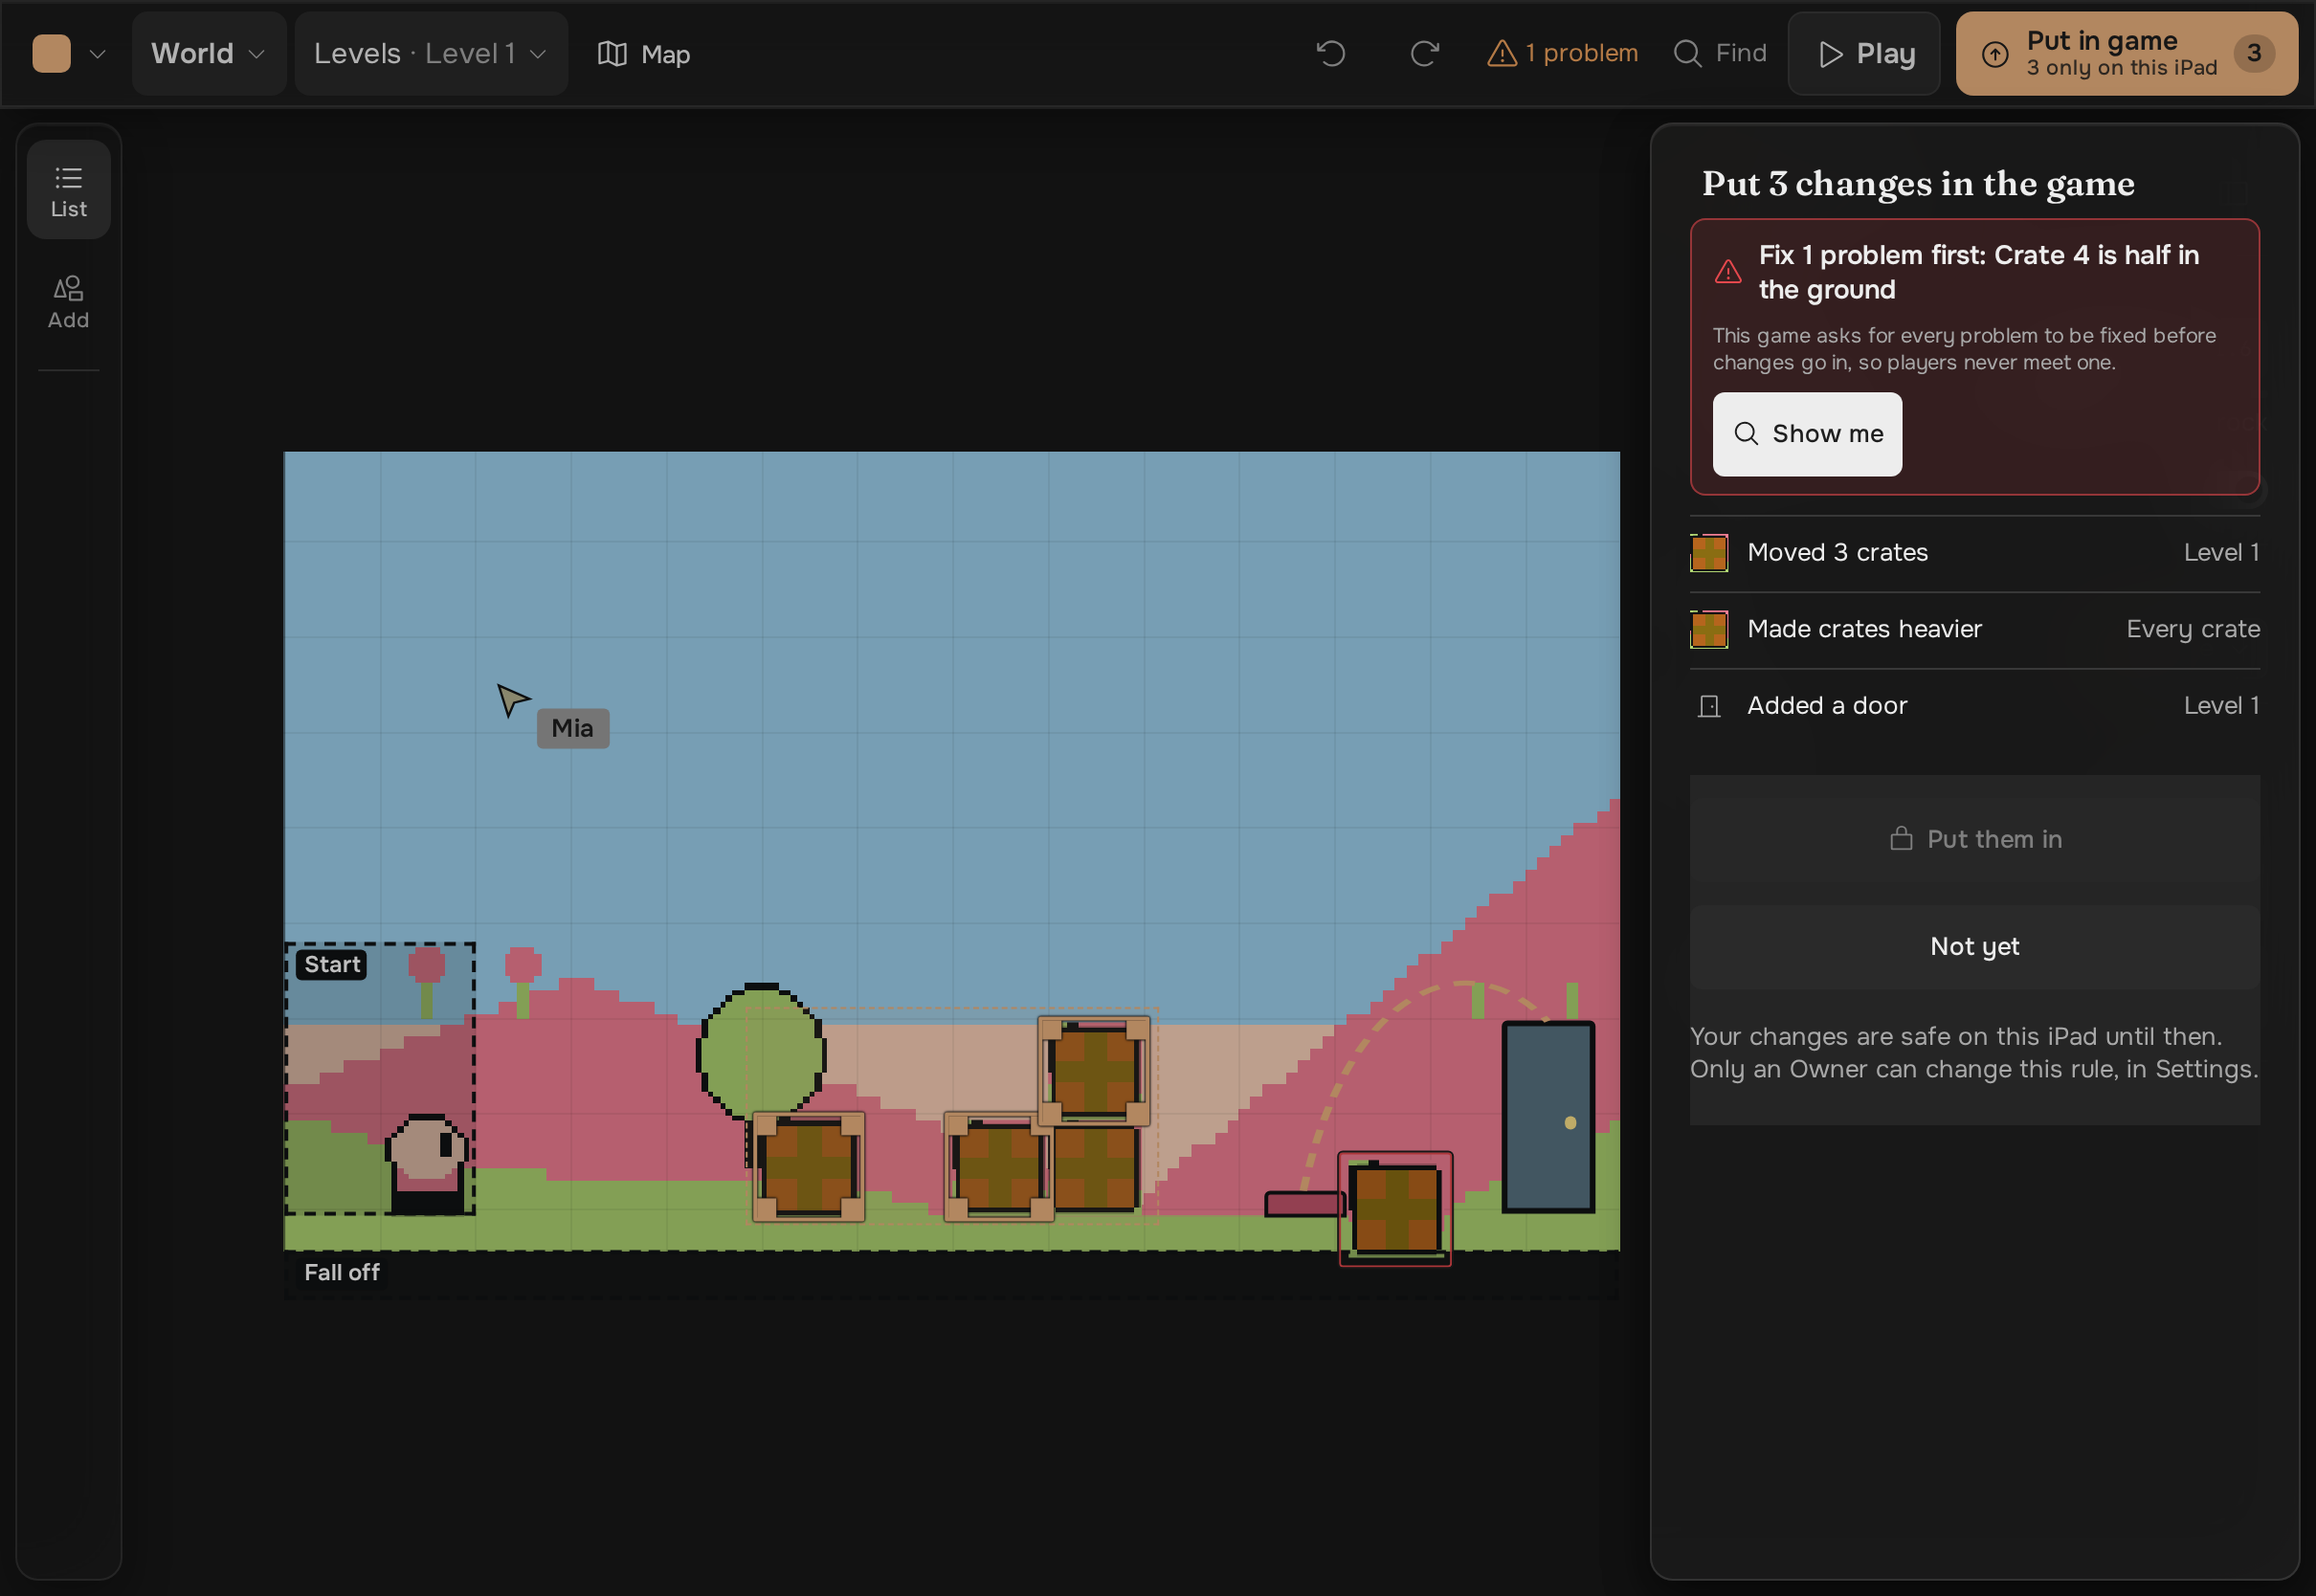 World
Levels · Level 1
Map
1 problem
Find
Play
Put in game
3 only on this iPad
3
List
Add
Put 3 changes in the game
Fix 1 problem first: Crate 4 is half in
the ground
This game asks for every problem to be fixed before
changes go in, so players never meet one.
Show me
Moved 3 crates
Level 1
Made crates heavier
Every crate
Added a door
Level 1
Put them in
Not yet
Your changes are safe on this iPad until then.
Only an Owner can change this rule, in Settings.
Mia
Start
Fall off